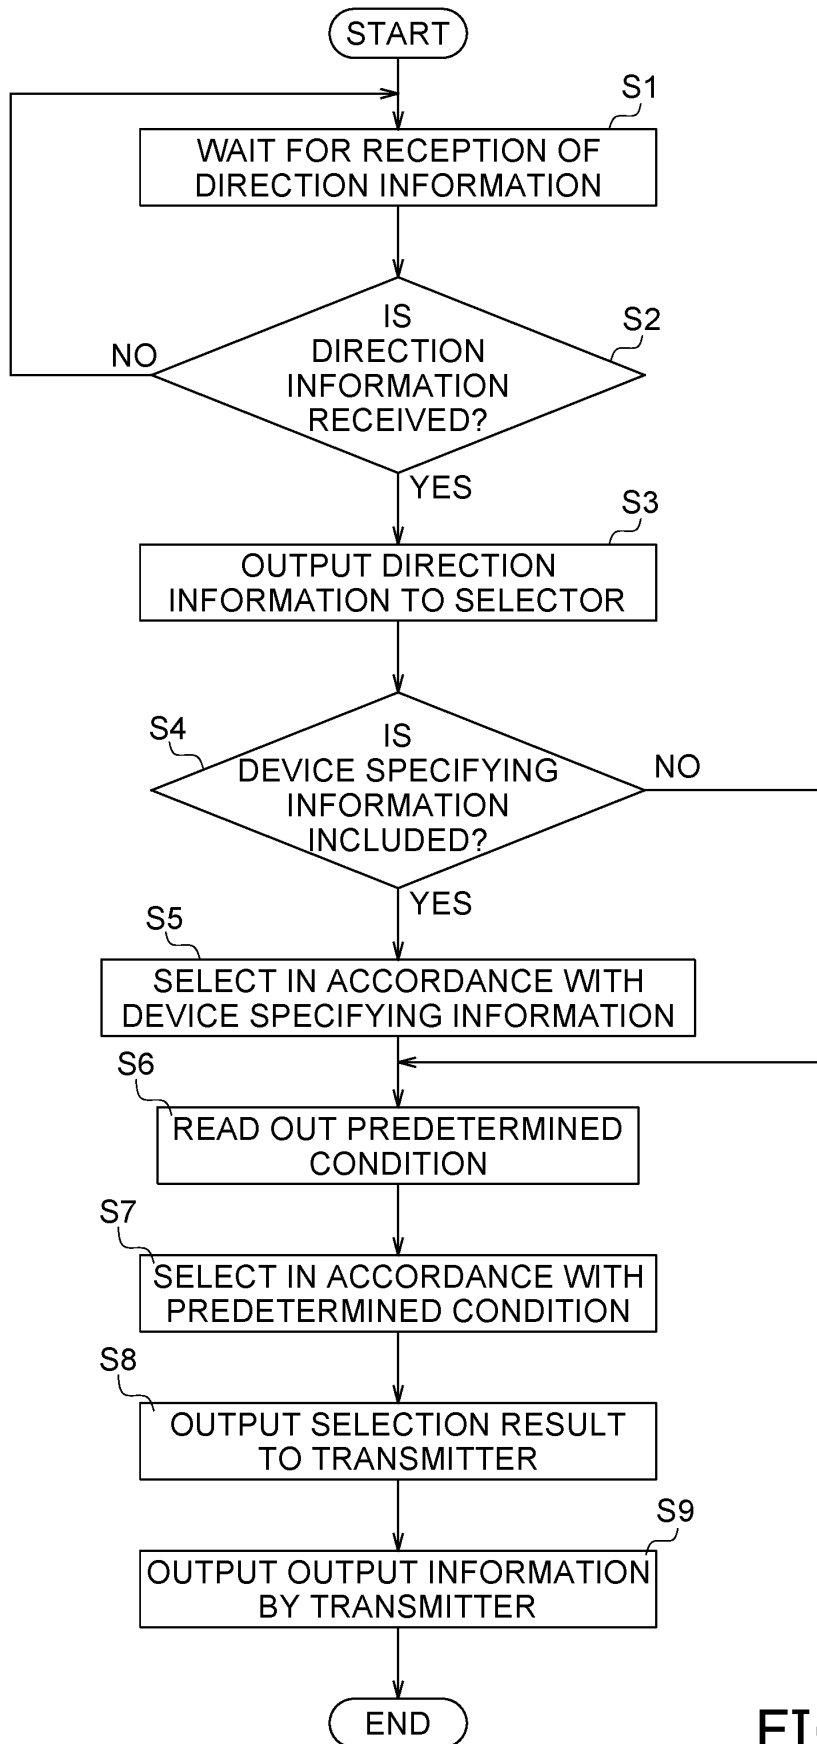 START
S1
WAIT FOR RECEPTION OF
DIRECTION INFORMATION
S2
IS
DIRECTION
INFORMATION
RECEIVED?
NO
YES
S3
OUTPUT DIRECTION
INFORMATION TO SELECTOR
S4
IS
DEVICE SPECIFYING
INFORMATION
INCLUDED?
NO
YES
S5
SELECT IN ACCORDANCE WITH
DEVICE SPECIFYING INFORMATION
S6
READ OUT PREDETERMINED
CONDITION
S7
SELECT IN ACCORDANCE WITH
PREDETERMINED CONDITION
S8
OUTPUT SELECTION RESULT
TO TRANSMITTER
S9
OUTPUT OUTPUT INFORMATION
BY TRANSMITTER
END